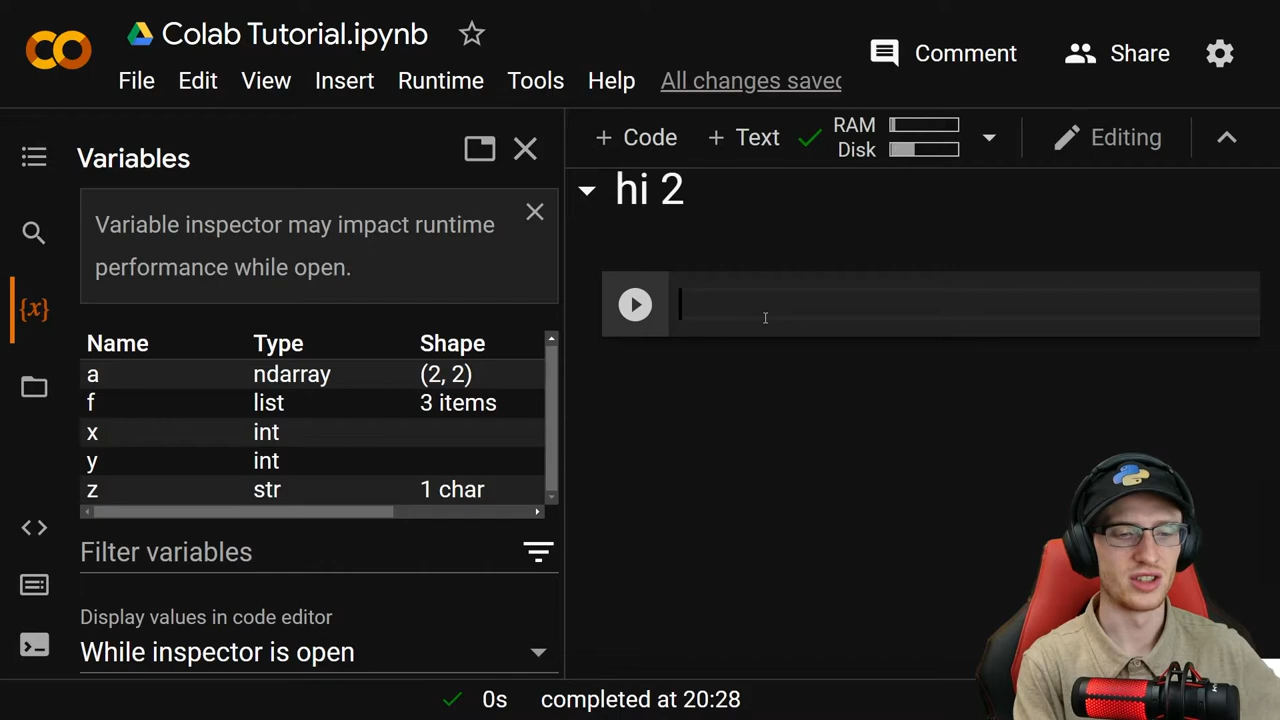 Colab Tutorial.ipynb
File Edit View Insert Runtime Tools Help All changes saved
Comment Share
Variables
Variable inspector may impact runtime
performance while open.
Name Type Shape
a ndarray (2, 2)
f list 3 items
x int
y int
z str 1 char
Filter variables
Display values in code editor
While inspector is open
+ Code + Text RAM
Disk
Editing
hi 2
0s completed at 20:28
{x}